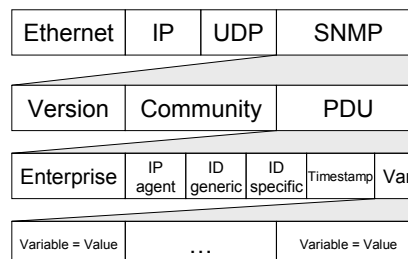 Ethernet IP UDP SNMP
Version Community PDU
Enterprise IP agent ID generic ID specific Timestamp Var
Variable = Value ... Variable = Value